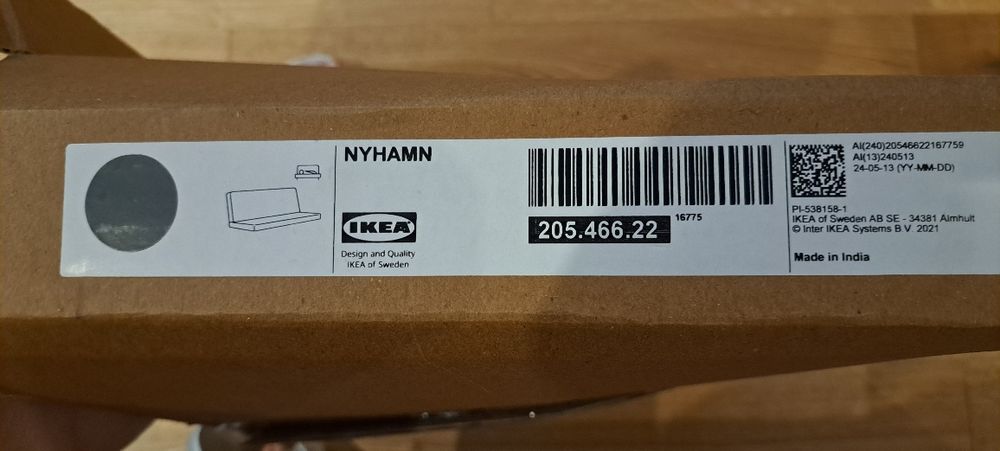 NYHAMN
IKEA
Design and Quality
IKEA of Sweden
205.466.22
16775
AI(240)20546622167759
AI(13)240513
24-05-13 (YY-MM-DD)
PI-538158-1
IKEA of Sweden AB SE - 34381 Älmhult
© Inter IKEA Systems B.V. 2021
Made in India